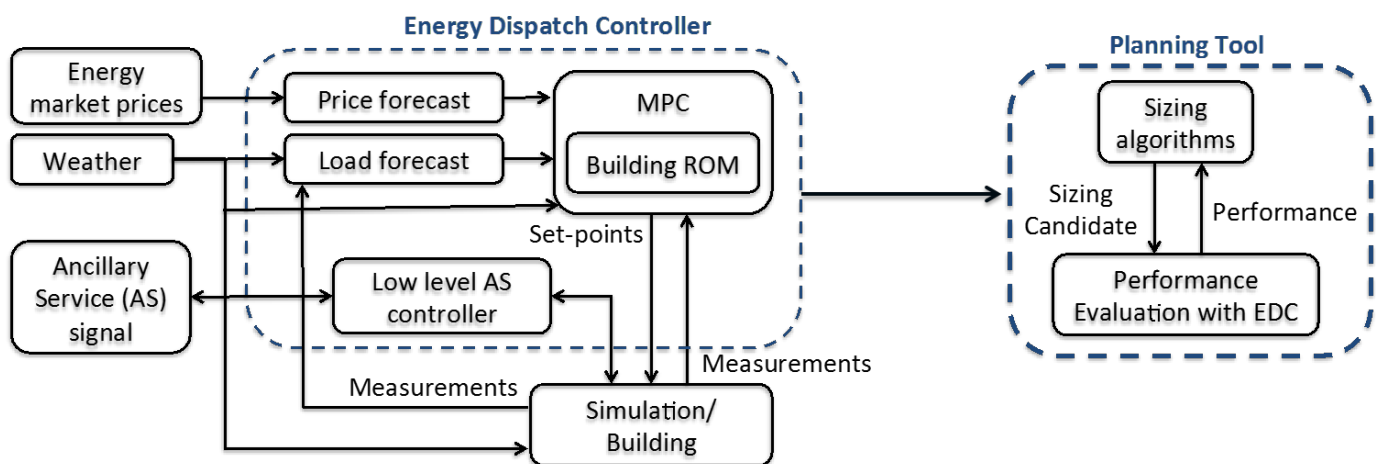 Energy Dispatch Controller
Planning Tool
Energy
market prices
Price forecast
MPC
Sizing
algorithms
Weather
Load forecast
Building ROM
Sizing
Candidate
Performance
Set-points
Ancillary
Service (AS)
signal
Low level AS
controller
Performance
Evaluation with EDC
Measurements
Measurements
Simulation/
Building